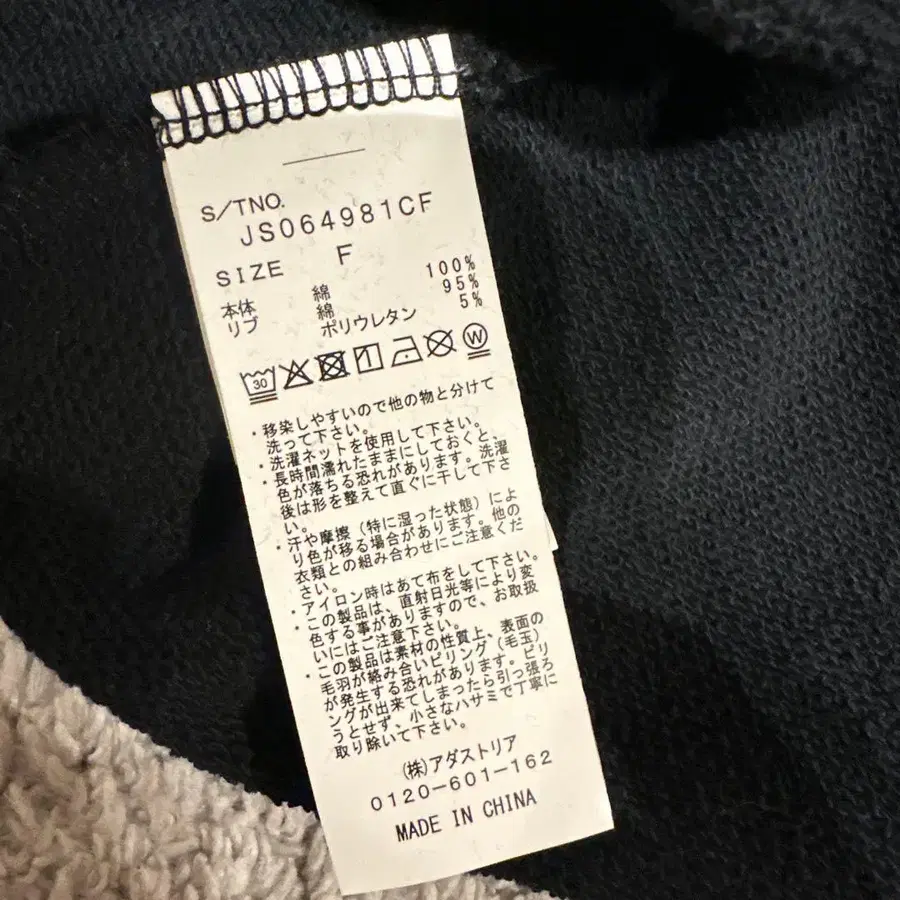 S/TNO.
JS064981CF
SIZE F
本体 綿 100%
リブ 綿 95%
ポリウレタン 5%
30 W
・移染しやすいので他の物と分けて
洗って下さい。
・洗濯ネットを使用して下さい。
・長時間濡れたままにしておくと、
色が落ちる恐れがあります。洗濯
後は形を整えて直ぐに干して下さ
い。
・汗や摩擦（特に湿った状態）によ
り色が移る場合があります。他の
衣類との組み合わせにご注意くだ
さい。
・アイロン時はあて布をして下さい。
・この製品は、直射日光等により変
色する事がありますので、お取扱
いにはご注意下さい。
・この製品は素材の性質上、表面の
毛羽が絡み合いピリング（毛玉）
が発生する恐れがあります。ピリ
ングが出来てしまったら引っ張ろ
うとせず、小さなハサミで丁寧に
取り除いて下さい。
(株)アダストリア
0120-601-162
MADE IN CHINA